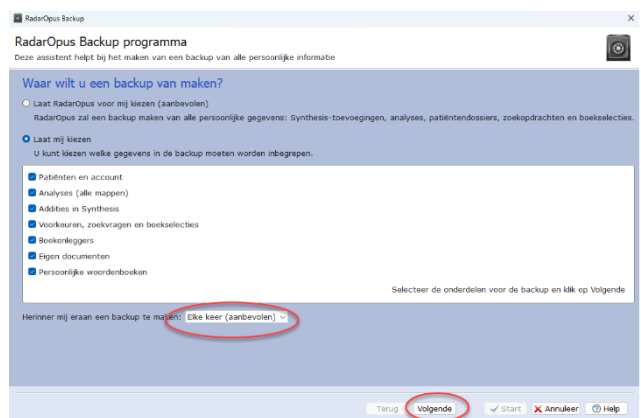 RadarOpus Backup
RadarOpus Backup programma
Deze assistent helpt bij het maken van een backup van alle persoonlijke informatie
Waar wilt u een backup van maken?
Laat RadarOpus voor mij kiezen (aanbevolen)
RadarOpus zal een backup maken van alle persoonlijke gegevens: Synthesis-toevoegingen, analyses, patiëntendossiers, zoekopdrachten en boekselecties.
Laat mij kiezen
U kunt kiezen welke gegevens in de backup moeten worden inbegrepen.
Patiënten en account
Analyses (alle mappen)
Addities in Synthesis
Voorkeuren, zoekvragen en boekselecties
Boekenleggers
Eigen documenten
Persoonlijke woordenboeken
Selecteer de onderdelen voor de backup en klik op Volgende
Herinner mij eraan een backup te maken: Elke keer (aanbevolen)
Terug Volgende Start Annuleer Help